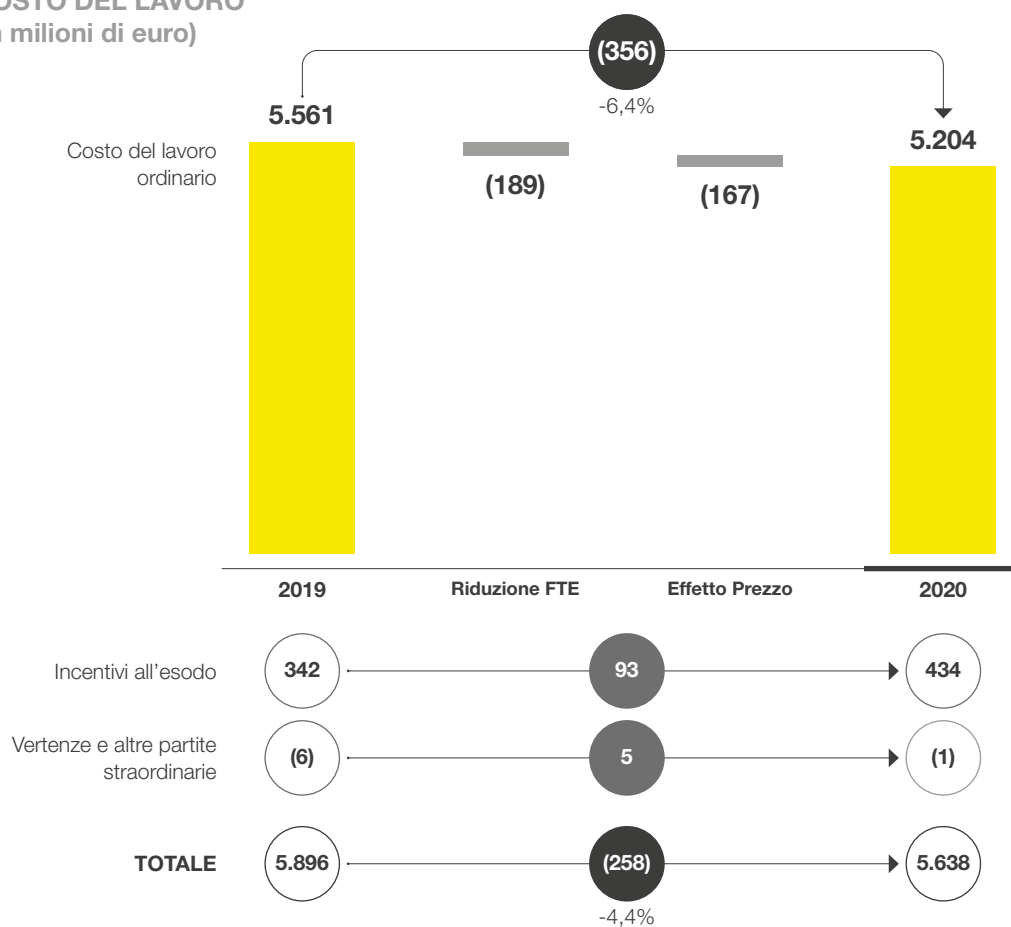 OSTO DEL LAVORO
milioni di euro)
(356)
-6,4%
5.561
5.204
Costo del lavoro
ordinario
(189)
(167)
2019 Riduzione FTE Effetto Prezzo 2020
Incentivi all'esodo 342 93 434
Vertenze e altre partite
straordinarie
(6) 5 (1)
TOTALE 5.896 (258) 5.638
-4,4%